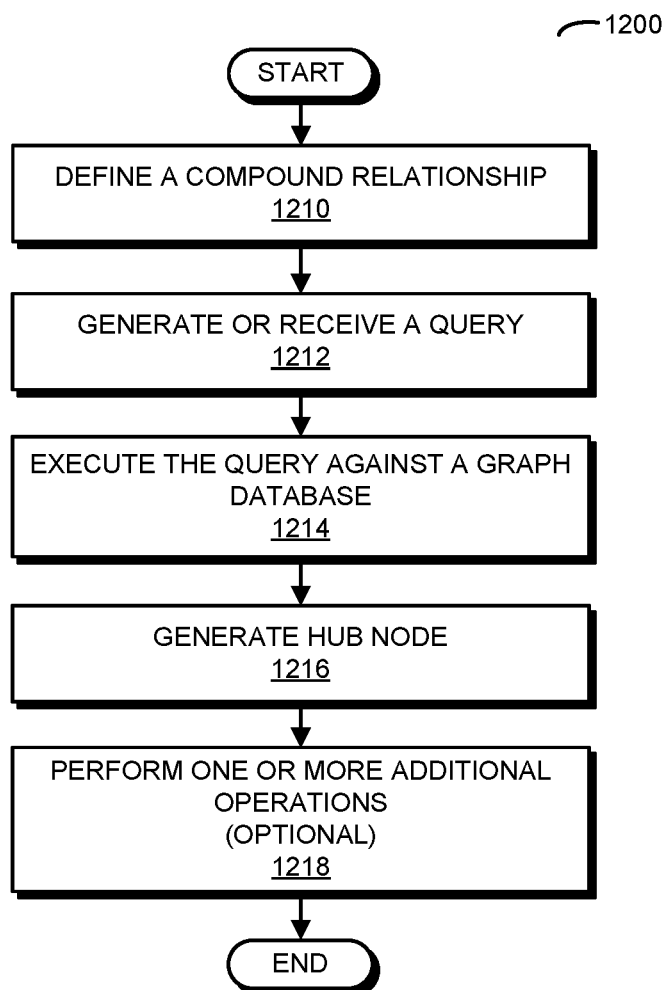 1200
START
DEFINE A COMPOUND RELATIONSHIP
1210
GENERATE OR RECEIVE A QUERY
1212
EXECUTE THE QUERY AGAINST A GRAPH
DATABASE
1214
GENERATE HUB NODE
1216
PERFORM ONE OR MORE ADDITIONAL
OPERATIONS
(OPTIONAL)
1218
END